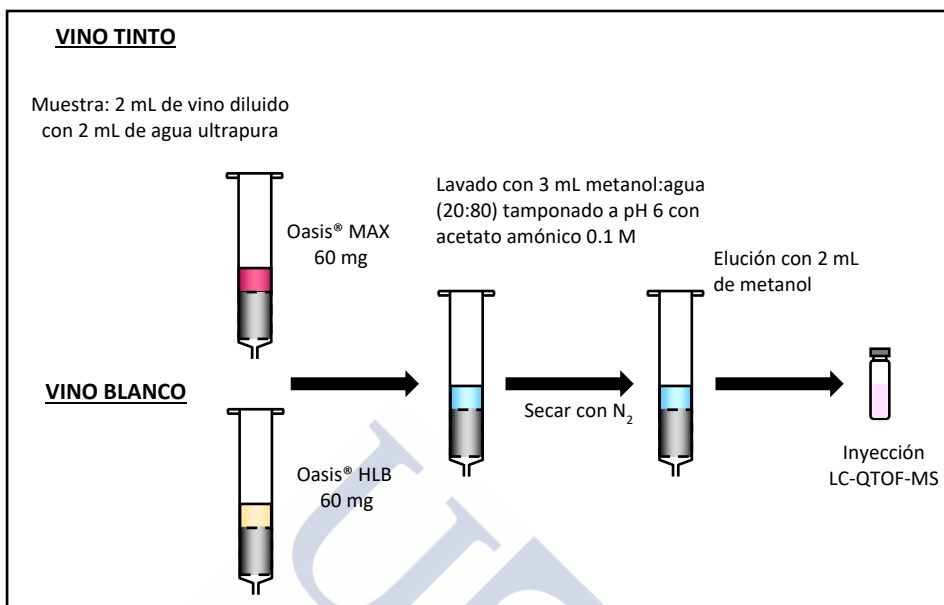 VINO TINTO
Muestra: 2 mL de vino diluido
con 2 mL de agua ultrapura
Oasis® MAX
60 mg
Lavado con 3 mL metanol:agua
(20:80) tamponado a pH 6 con
acetato amónico 0.1 M
Elución con 2 mL
de metanol
VINO BLANCO
Secar con N2
Oasis® HLB
60 mg
Inyección
LC-QTOF-MS